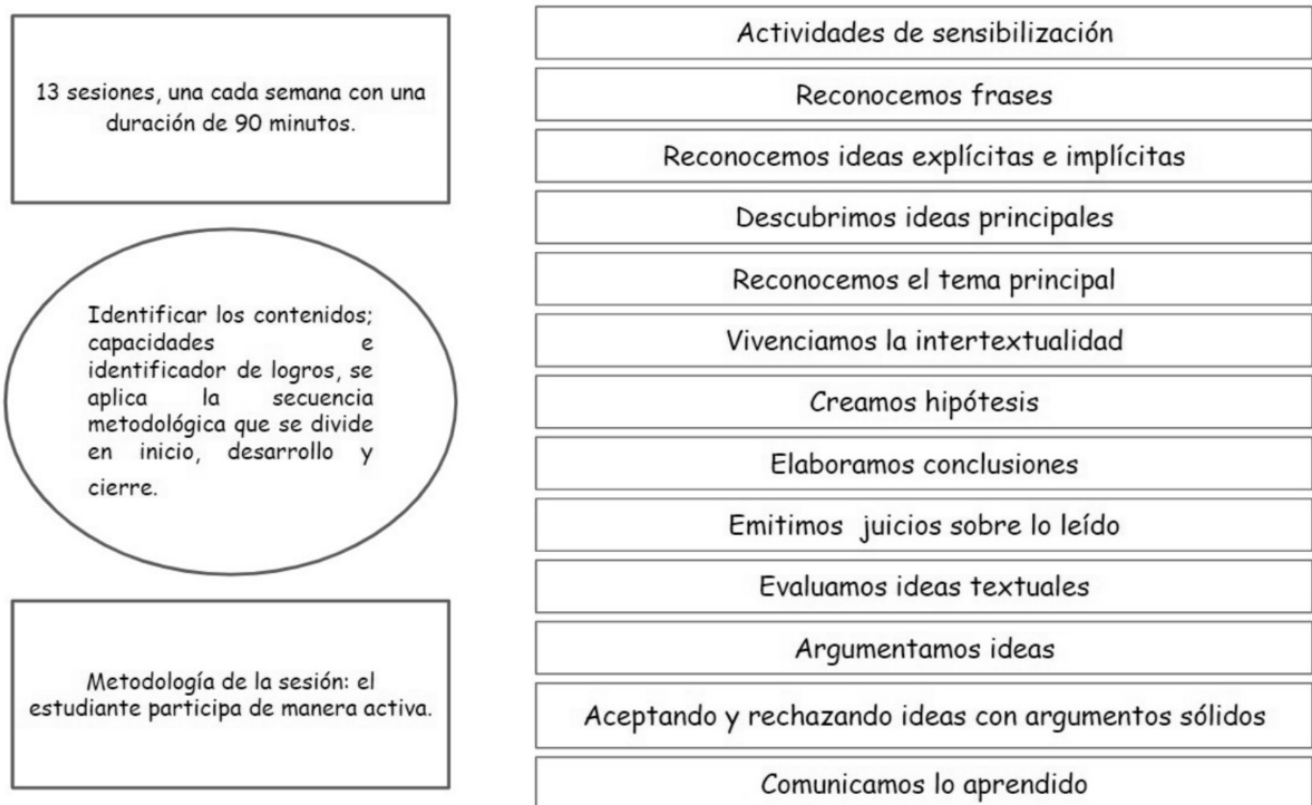 13 sesiones, una cada semana con una
duración de 90 minutos.
Identificar los contenidos;
capacidades e
identificador de logros, se
aplica la secuencia
metodológica que se divide
en inicio, desarrollo y
cierre.
Metodología de la sesión: el
estudiante participa de manera activa.
Actividades de sensibilización
Reconocemos frases
Reconocemos ideas explícitas e implícitas
Descubrimos ideas principales
Reconocemos el tema principal
Vivenciamos la intertextualidad
Creamos hipótesis
Elaboramos conclusiones
Emitimos juicios sobre lo leído
Evaluamos ideas textuales
Argumentamos ideas
Aceptando y rechazando ideas con argumentos sólidos
Comunicamos lo aprendido